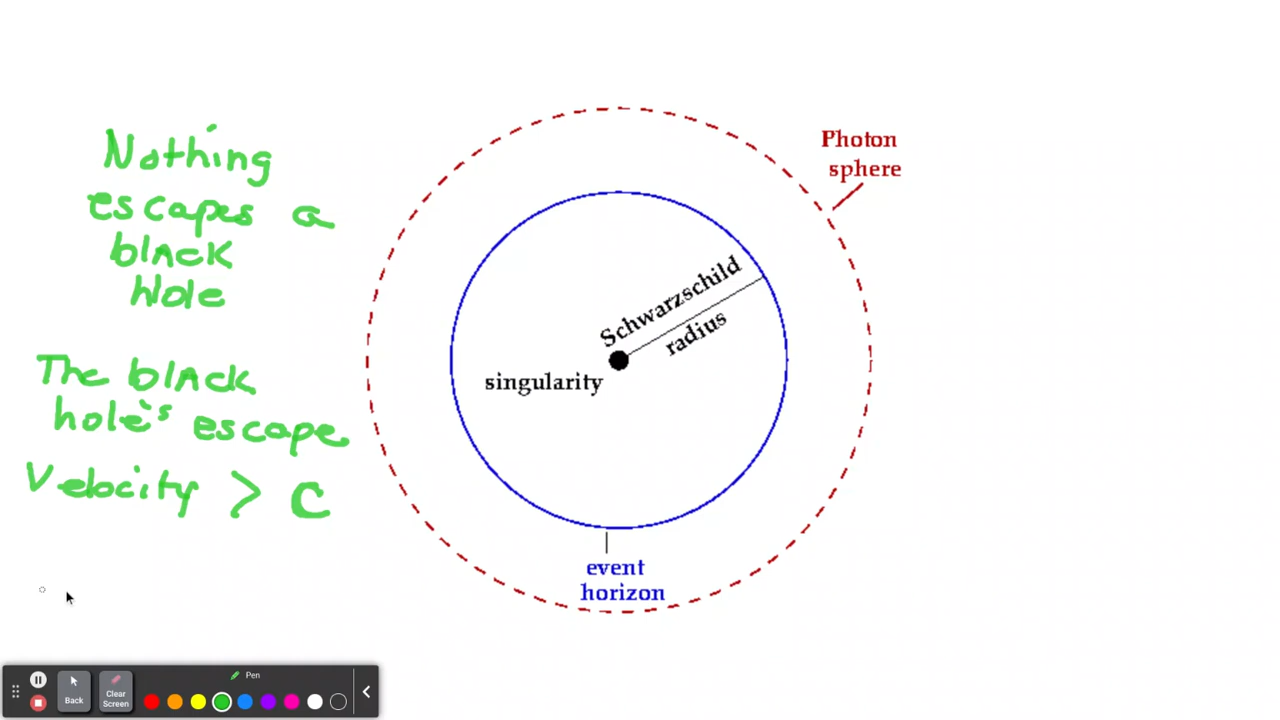 Nothing
escapes a
black
Hole
The black
hole's escape
Velocity > C
Photon
sphere
Schwarzschild
radius
singularity
event
horizon
Pen
Back
Clear
Screen